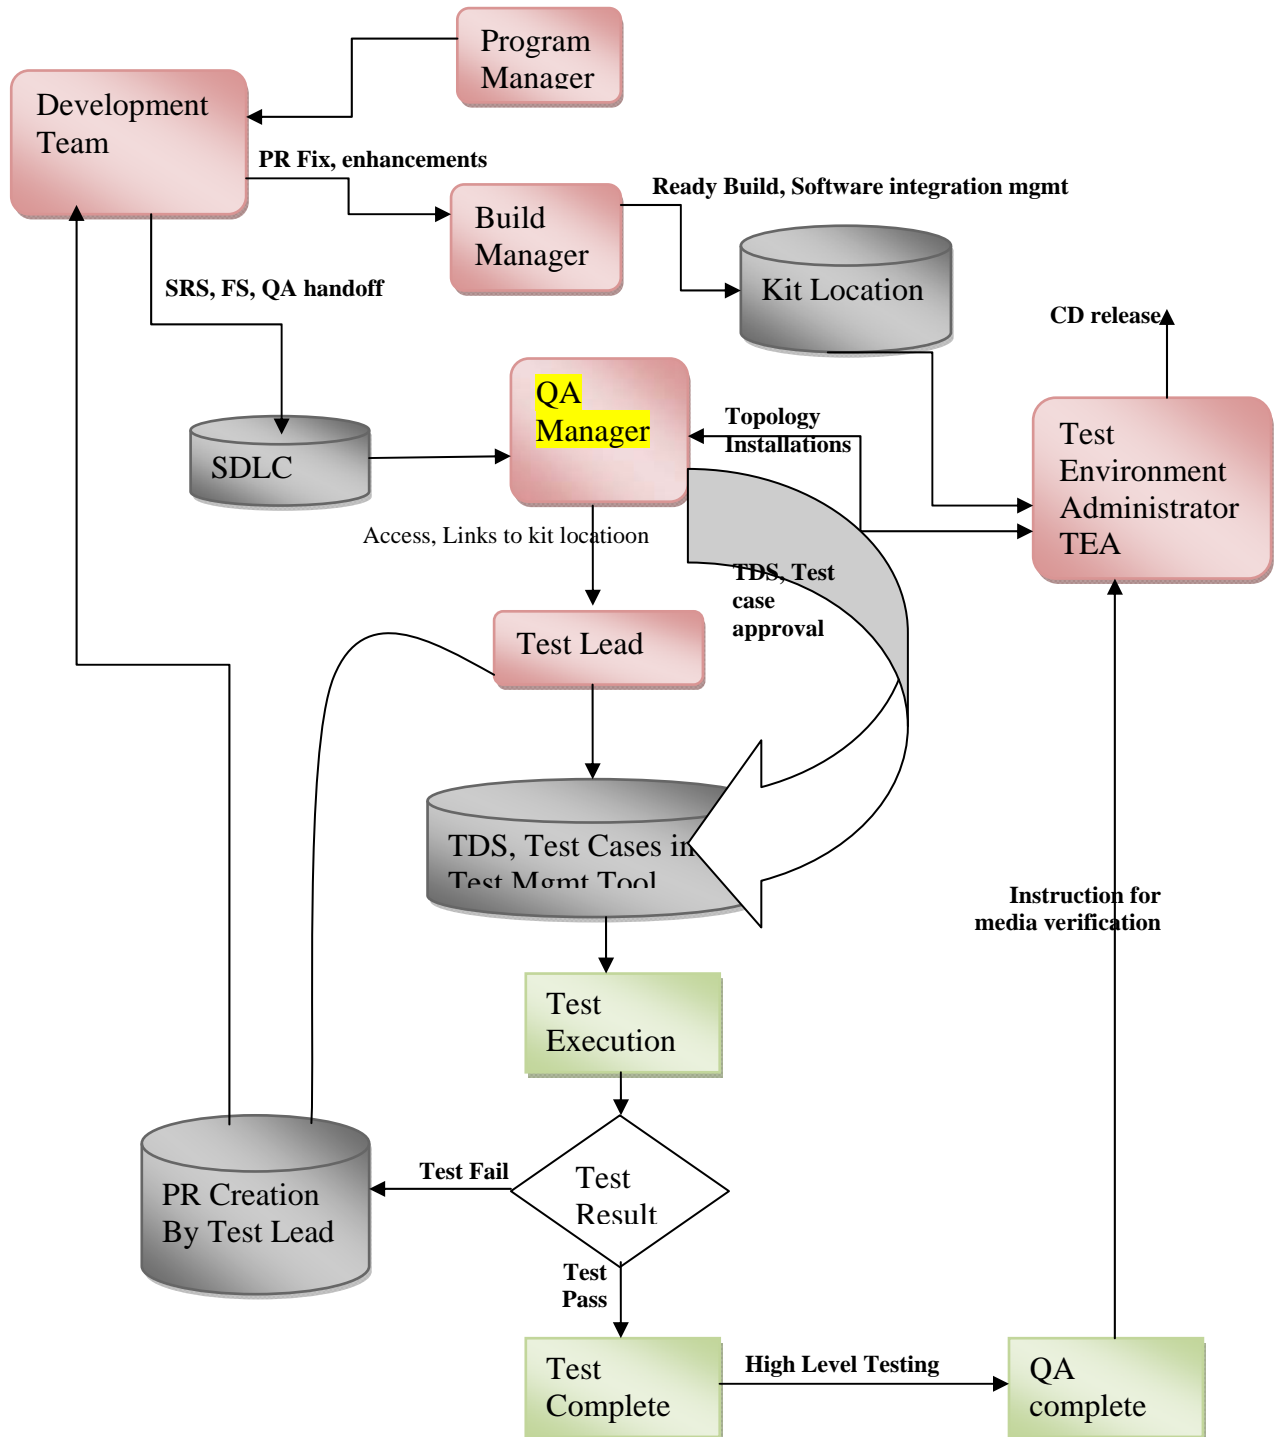 Program
Manager
Development
Team
PR Fix, enhancements
Ready Build, Software integration mgmt
Build
Manager
SRS, FS, QA handoff
Kit Location
CD release
QA
Manager
Topology
Installations
Test
Environment
Administrator
TEA
SDLC
Access, Links to kit locatioon
TDS, Test
case
approval
Test Lead
TDS, Test Cases in
Test Mgmt Tool
Instruction for
media verification
Test
Execution
Test Fail
Test
Result
PR Creation
By Test Lead
Test
Pass
Test
Complete
High Level Testing
QA
complete